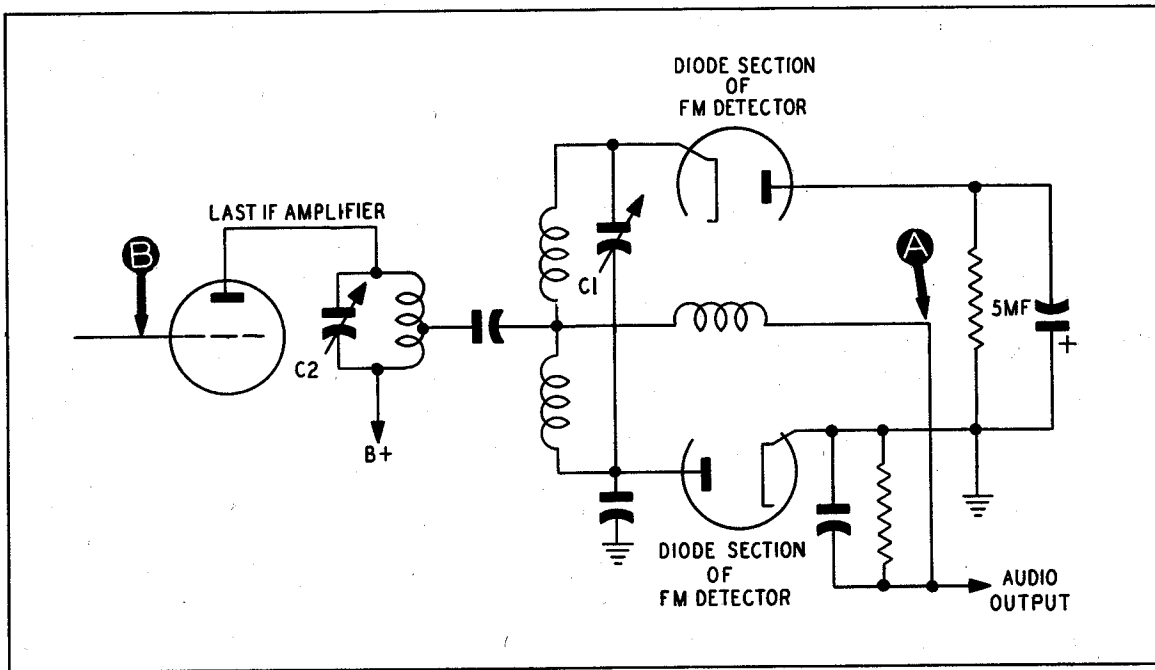 DIODE SECTION
OF
FM DETECTOR
LAST IF AMPLIFIER
B
A
C1
5MF
+
C2
B+
DIODE SECTION
OF
FM DETECTOR
AUDIO
OUTPUT